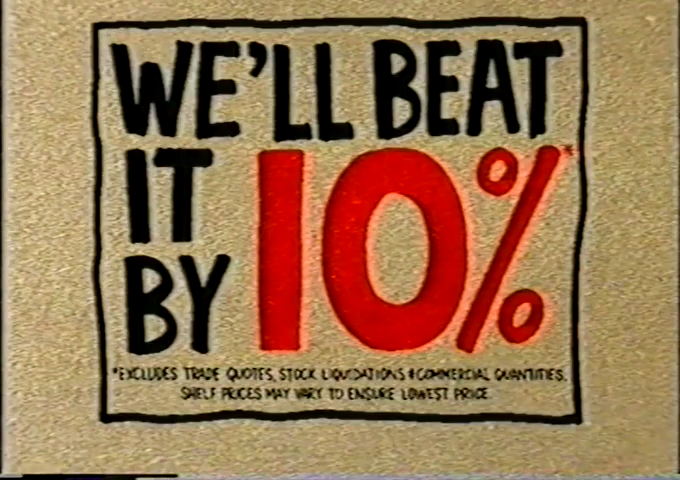 WE'LL BEAT
IT 10%*
BY
*EXCLUDES TRADE QUOTES, STOCK LIQUIDATIONS & COMMERCIAL QUANTITIES.
SHELF PRICES MAY VARY TO ENSURE LOWEST PRICE.